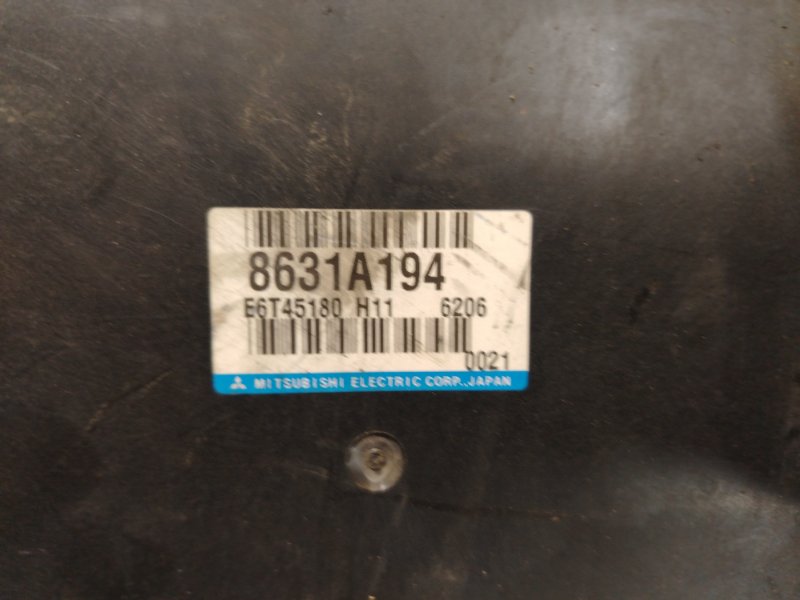 8631A194
E6T45180 H11 6206
0021
MITSUBISHI ELECTRIC CORP., JAPAN